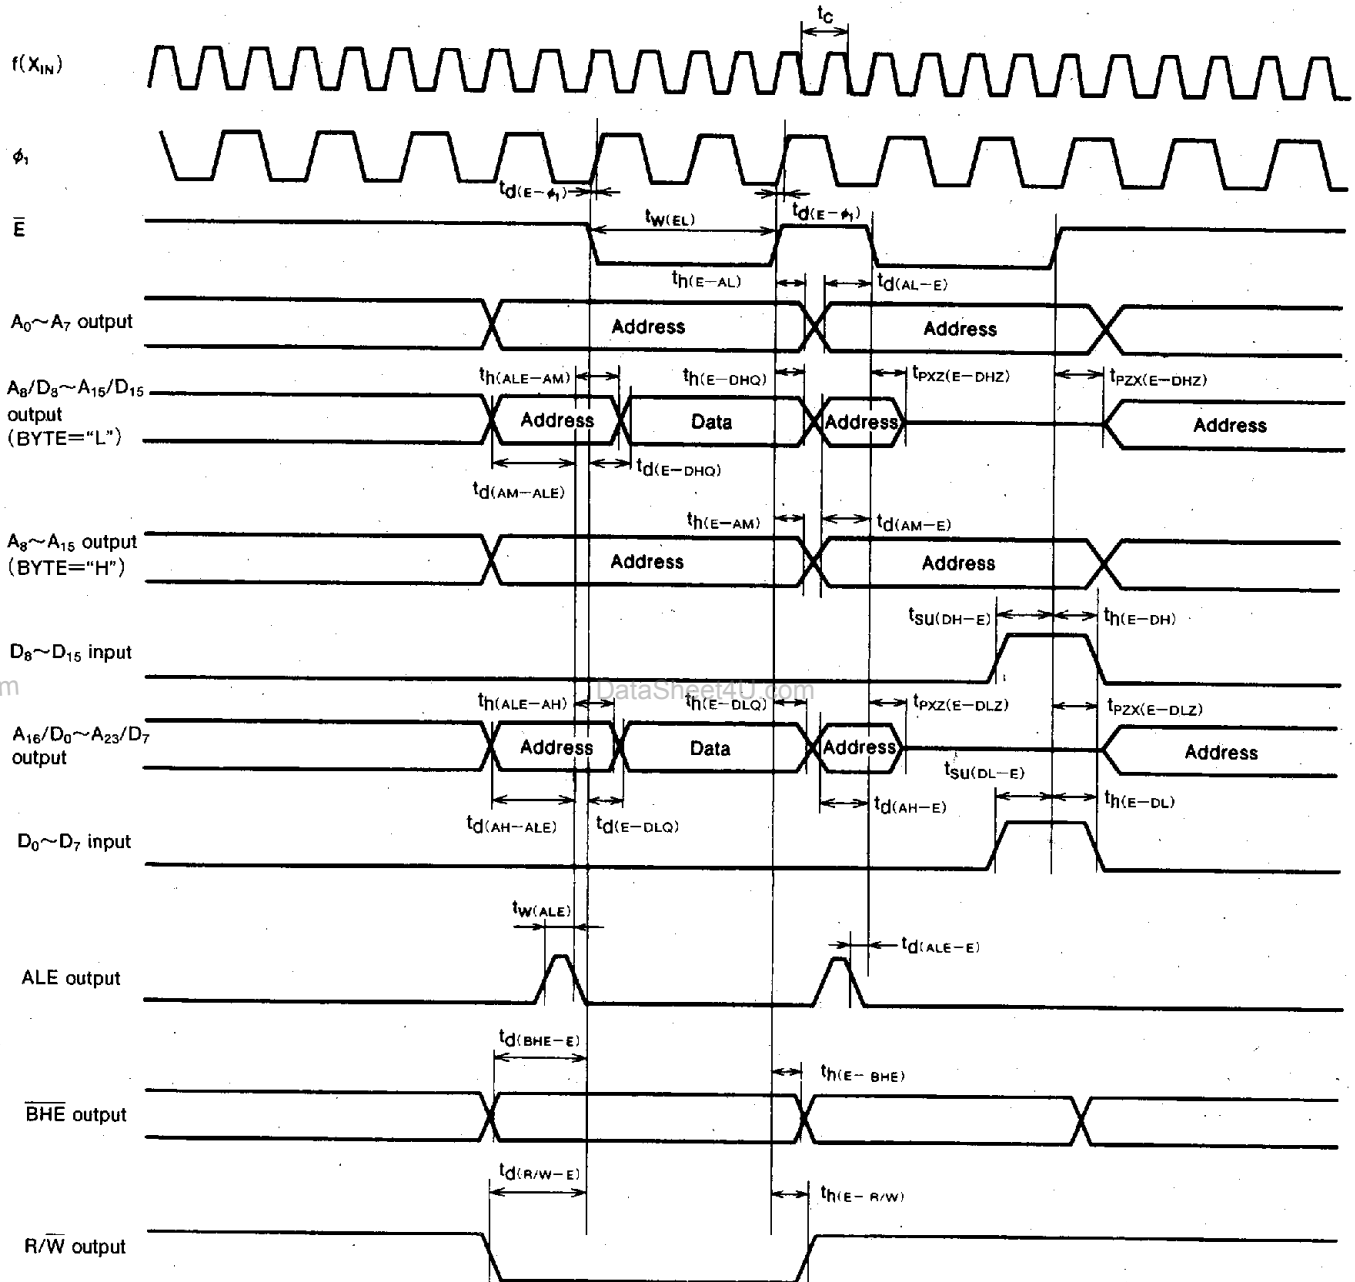 tC
f(XIN)
ϕ1
td(E−ϕ1)
td(E−ϕ1)
tW(EL)
E̅
th(E−AL)
td(AL−E)
A0~A7 output
Address
Address
A8/D8~A15/D15
output
(BYTE="L")
th(ALE−AM)
th(E−DHQ)
tPXZ(E−DHZ)
tPZX(E−DHZ)
Address
Data
Address
Address
td(AM−ALE)
td(E−DHQ)
A8~A15 output
(BYTE="H")
th(E−AM)
td(AM−E)
Address
Address
tSU(DH−E)
th(E−DH)
D8~D15 input
m
DataSheet4U.com
th(ALE−AH)
th(E−DLQ)
tPXZ(E−DLZ)
tPZX(E−DLZ)
A16/D0~A23/D7
output
Address
Data
Address
Address
tSU(DL−E)
td(AH−ALE)
td(E−DLQ)
td(AH−E)
th(E−DL)
D0~D7 input
tW(ALE)
td(ALE−E)
ALE output
td(BHE−E)
th(E−BHE)
B̅H̅E̅ output
td(R/W−E)
th(E−R/W)
R/W̅ output